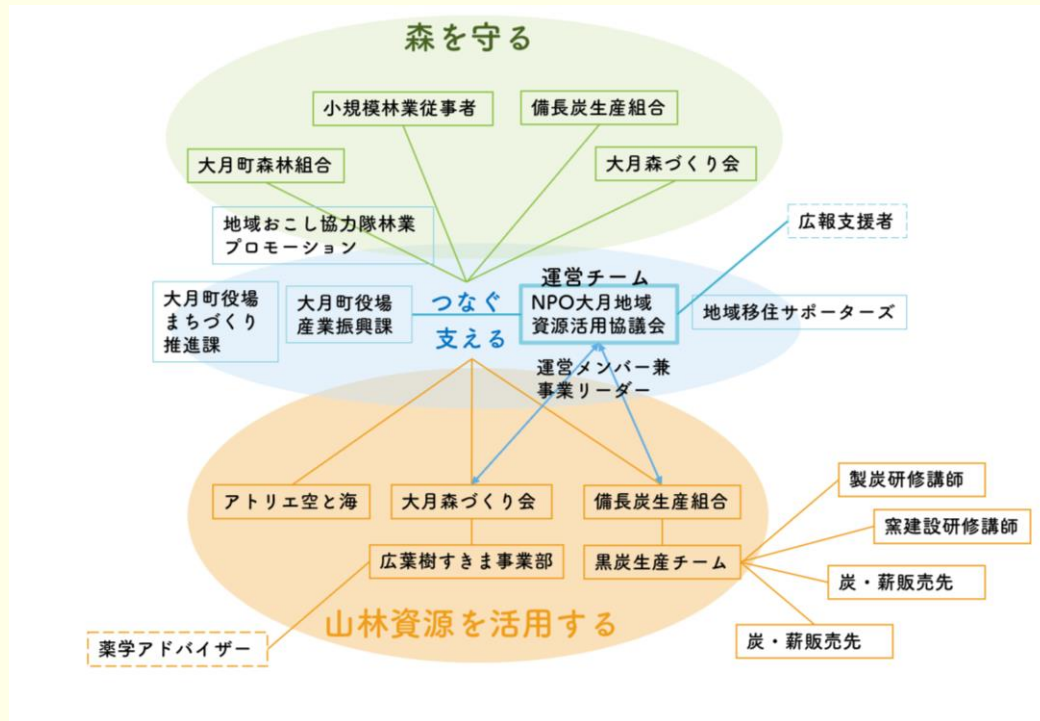 森を守る
小規模林業従事者
備長炭生産組合
大月町森林組合
大月森づくり会
地域おこし協力隊林業
プロモーション
広報支援者
運営チーム
大月町役場
まちづくり
推進課
大月町役場
産業振興課
つなぐ
支える
NPO大月地域
資源活用協議会
地域移住サポーターズ
運営メンバー兼
事業リーダー
アトリエ空と海
大月森づくり会
備長炭生産組合
製炭研修講師
窯建設研修講師
広葉樹すきま事業部
黒炭生産チーム
炭・薪販売先
山林資源を活用する
炭・薪販売先
薬学アドバイザー